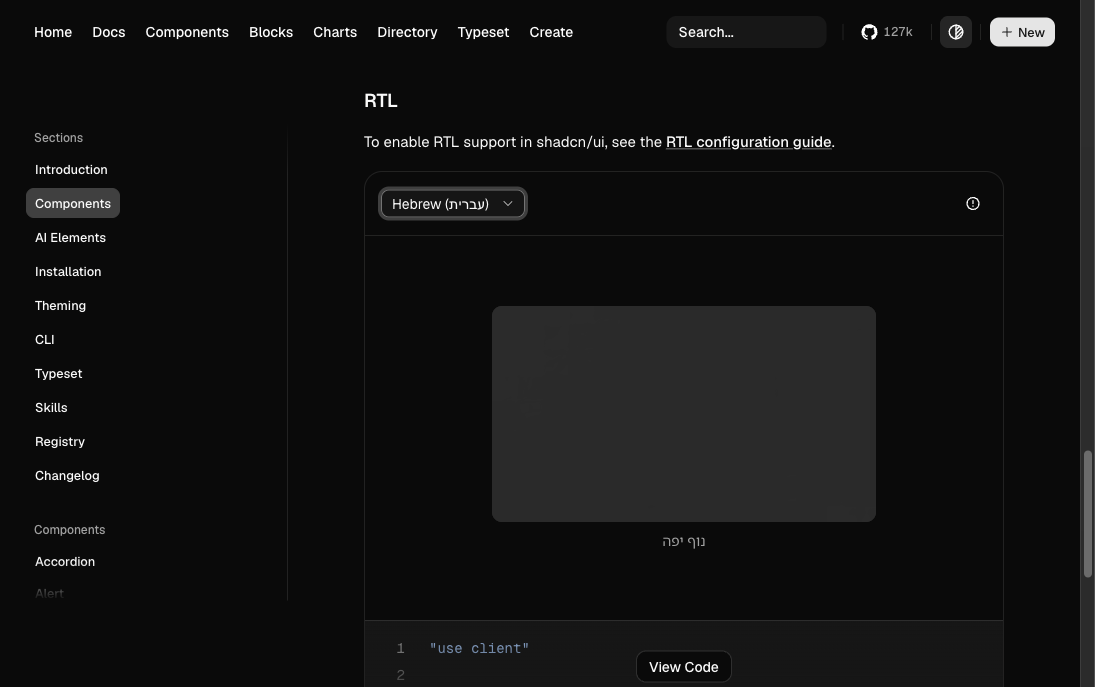 Home Docs Components Blocks Charts Directory Typeset Create Search... 127k New
Sections
Introduction
Components
AI Elements
Installation
Theming
CLI
Typeset
Skills
Registry
Changelog
Components
Accordion
Alert
RTL
To enable RTL support in shadcn/ui, see the RTL configuration guide.
Hebrew (עברית)
נוף יפה
1 "use client"
2
View Code